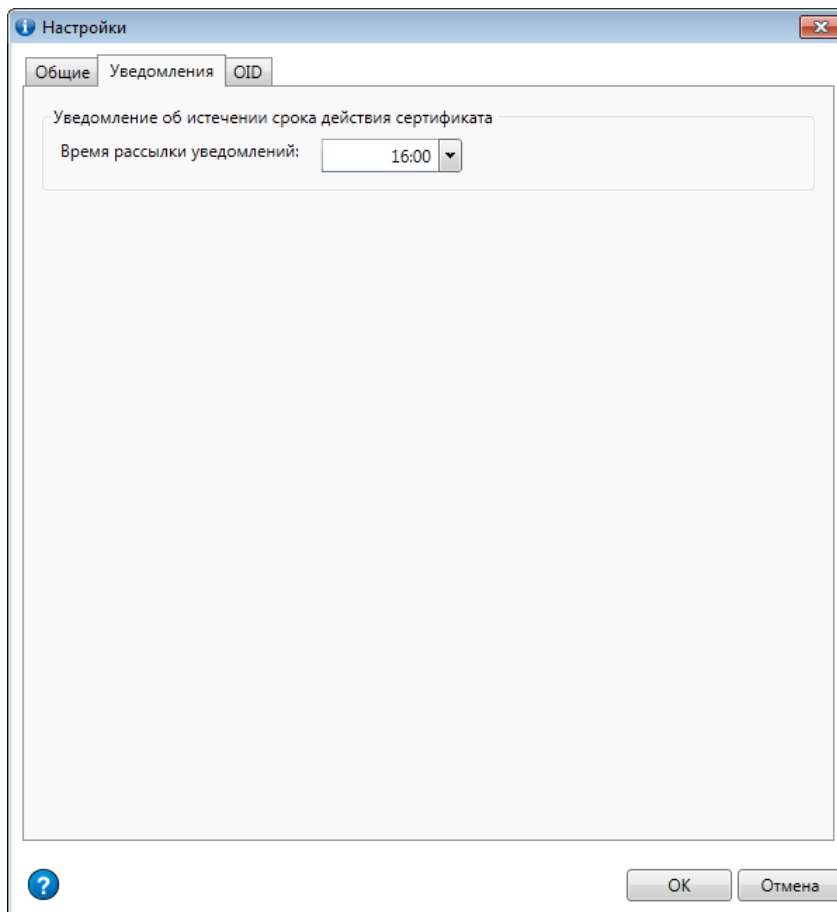 Настройки
Общие Уведомления OID
Уведомление об истечении срока действия сертификата
Время рассылки уведомлений: 16:00
?
OK Отмена